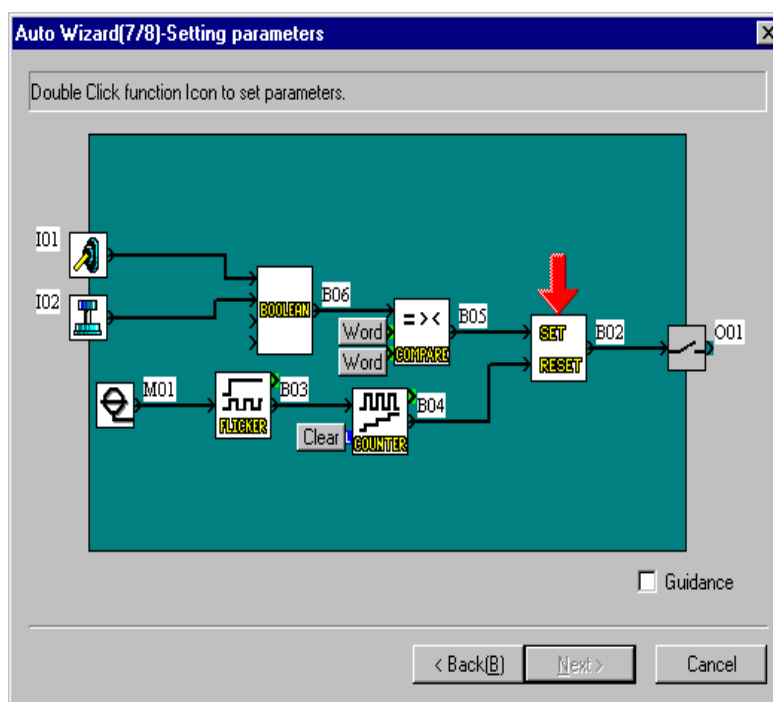 Auto Wizard(7/8)-Setting parameters
Double Click function Icon to set parameters.
I01
I02
BOOLEAN
B06
Word
Word
=><
COMPARE
B05
SET
RESET
B02
O01
M01
FLICKER
B03
Clear
COUNTER
B04
Guidance
< Back(B)
Next >
Cancel